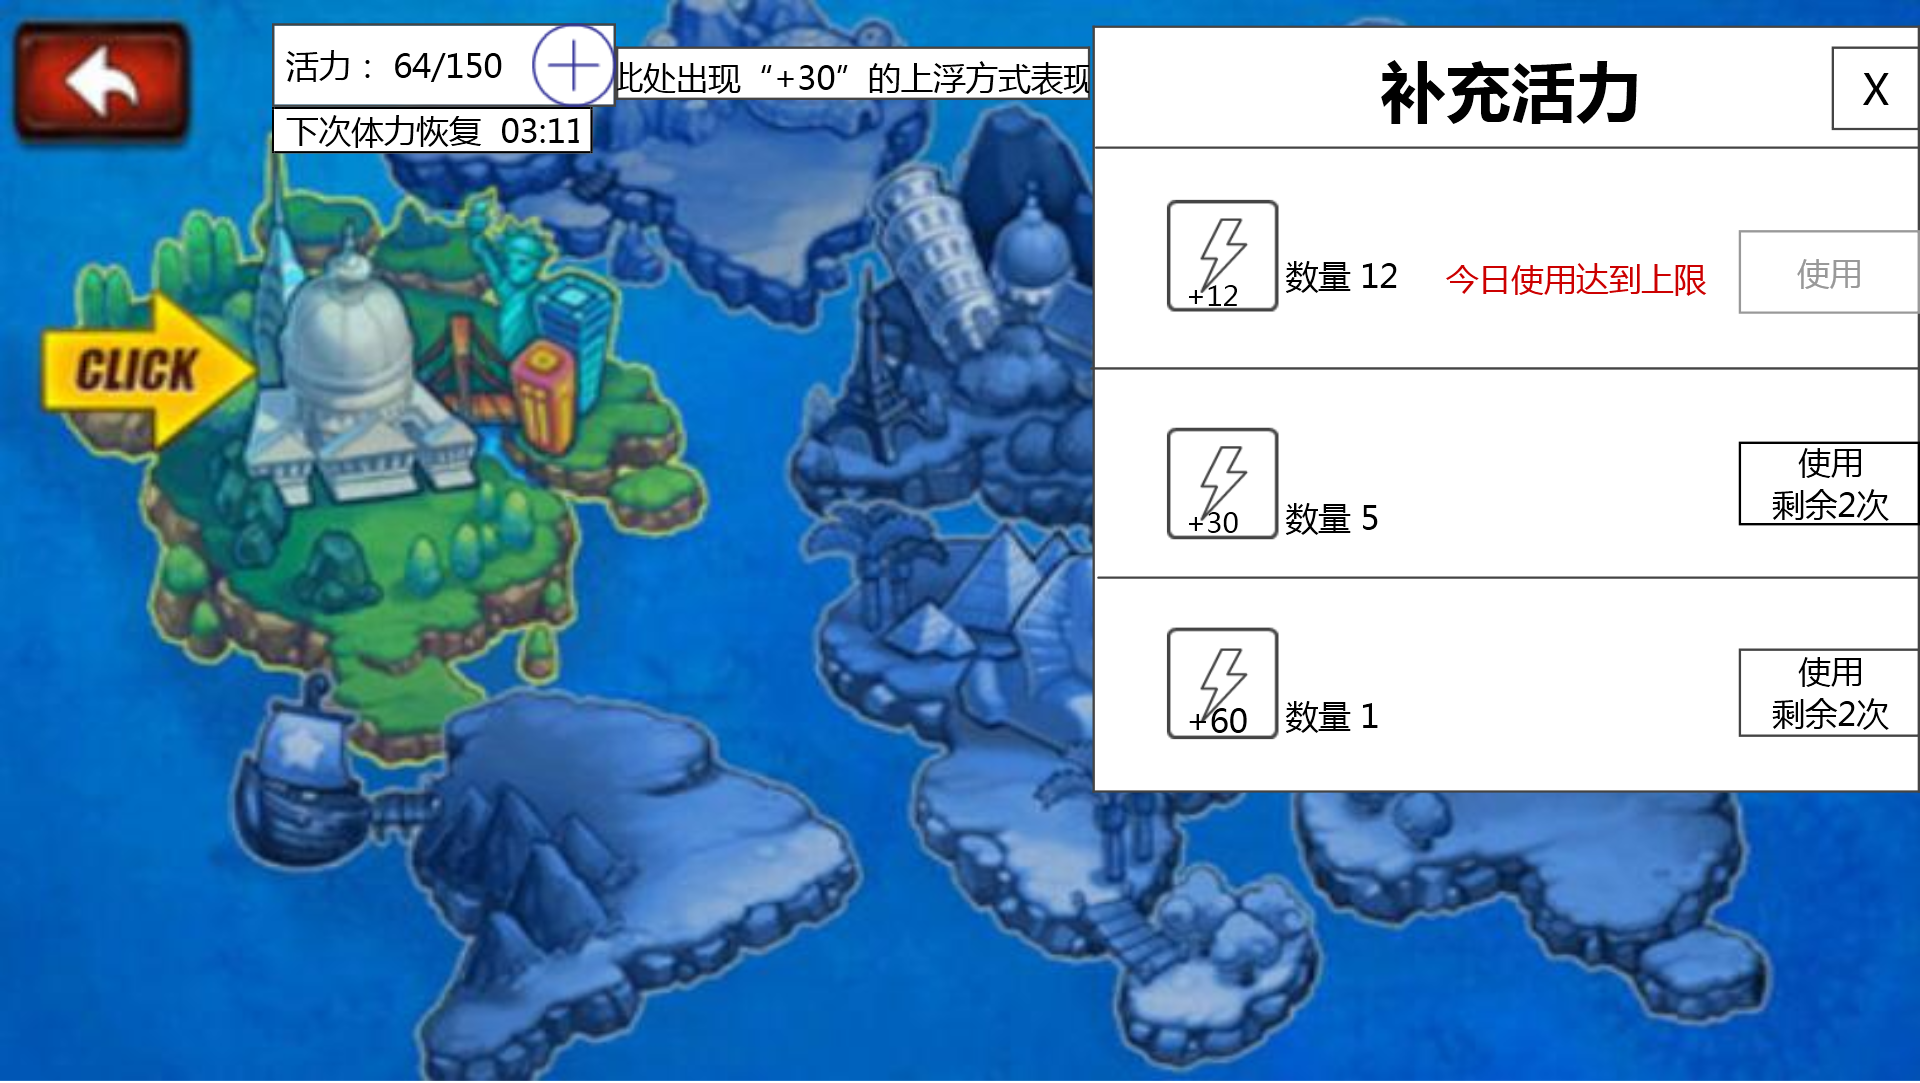 活力： 64/150
此处出现“+30”的上浮方式表现
下次体力恢复 03:11
补充活力
X
+12
数量 12
今日使用达到上限
使用
CLICK
+30
数量 5
使用
剩余2次
+60
数量 1
使用
剩余2次